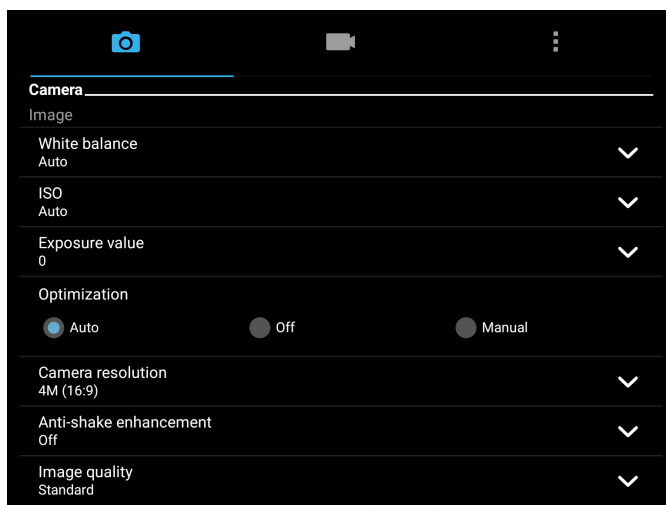 Camera
Image
White balance
Auto
ISO
Auto
Exposure value
0
Optimization
Auto Off Manual
Camera resolution
4M (16:9)
Anti-shake enhancement
Off
Image quality
Standard